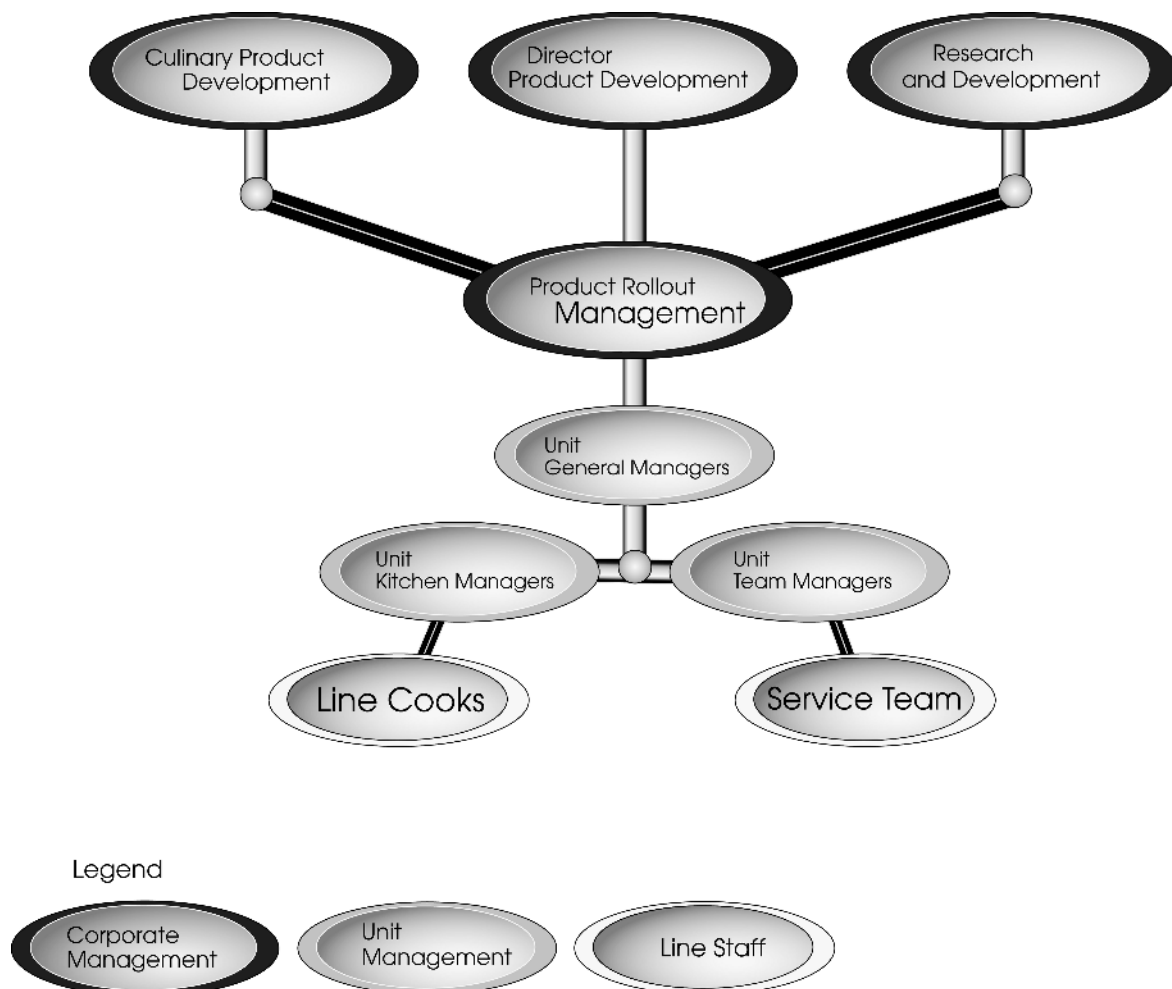 Culinary Product
Development
Director
Product Development
Research
and Development
Product Rollout
Management
Unit
General Managers
Unit
Kitchen Managers
Unit
Team Managers
Line Cooks
Service Team
Legend
Corporate
Management
Unit
Management
Line Staff